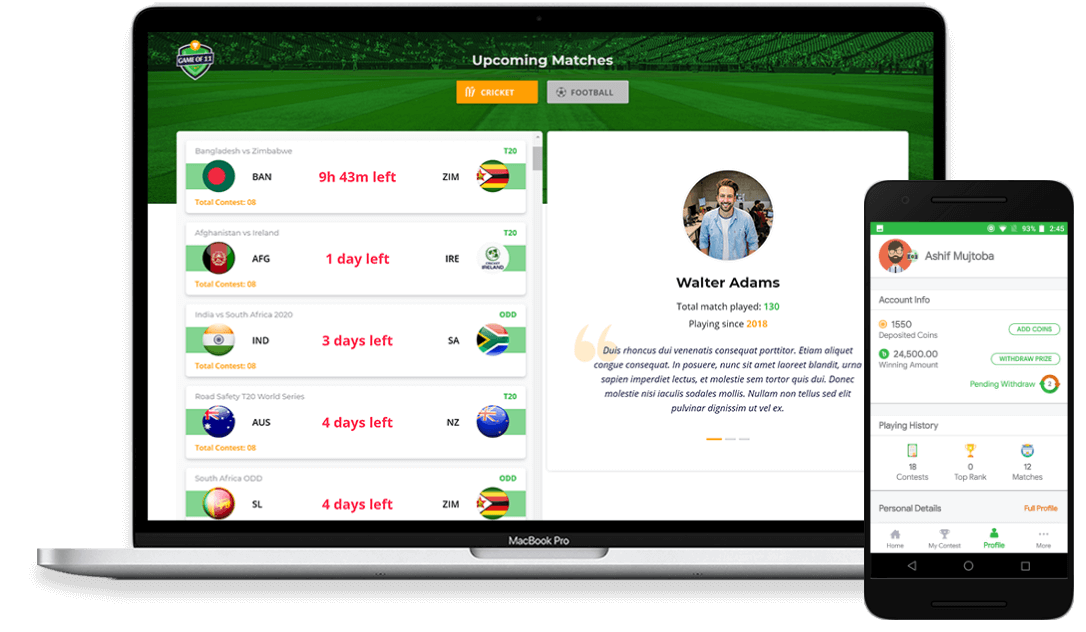 GAME OF 11
Upcoming Matches
CRICKET
FOOTBALL
Bangladesh vs Zimbabwe
T20
BAN
9h 43m left
ZIM
Total Contest: 08
Afghanistan vs Ireland
T20
AFG
1 day left
IRE
CRICKET
IRELAND
Total Contest: 08
India vs South Africa 2020
ODD
IND
3 days left
SA
Total Contest: 08
Road Safety T20 World Series
T20
AUS
4 days left
NZ
Total Contest: 08
South Africa ODD
ODD
SL
4 days left
ZIM
Walter Adams
Total match played: 130
Playing since 2018
“
Duis rhoncus dui venenatis consequat porttitor. Etiam aliquet
congue consequat. In posuere, nunc sit amet laoreet blandit, urna
sapien imperdiet lectus, et molestie sem tortor quis dui. Donec
molestie nisi iaculis sodales mollis. Nullam non tellus sed elit
pulvinar dignissim ut vel ex.
MacBook Pro
93% 2:45
Ashif Mujtoba
Account Info
1550
Deposited Coins
ADD COINS
24,500.00
Winning Amount
WITHDRAW PRIZE
Pending Withdraw 2
Playing History
18
Contests
0
Top Rank
12
Matches
Personal Details
Full Profile
Home
My Contest
Profile
More